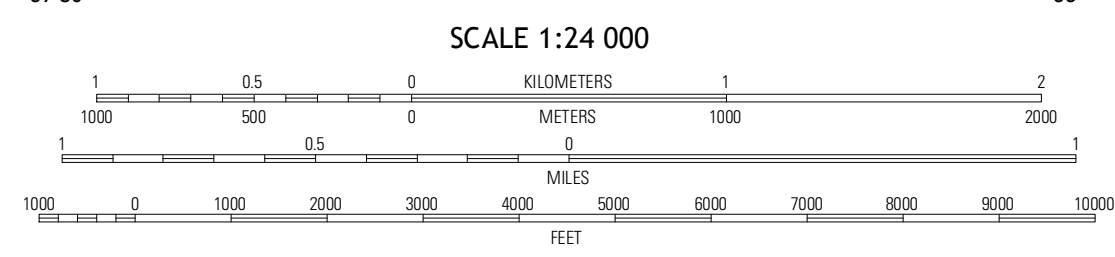 SCALE 1:24 000
1 0.5 0 KILOMETERS 1 2
1000 500 0 METERS 1000 2000
1 0.5 0 1
MILES
1000 0 1000 2000 3000 4000 5000 6000 7000 8000 9000 10000
FEET